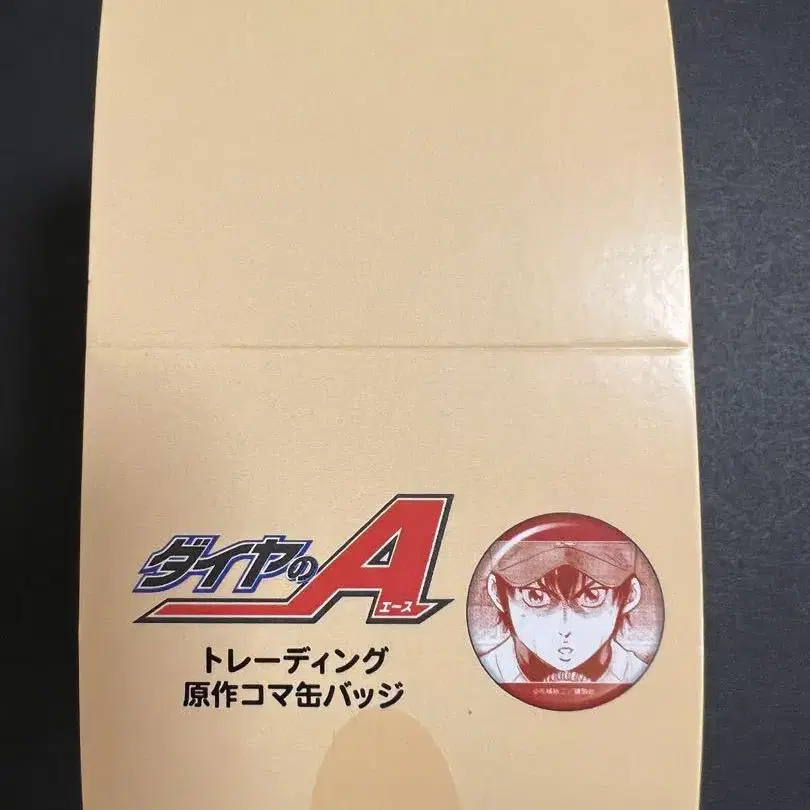 ダイヤのA
エース
トレーディング
原作コマ缶バッジ